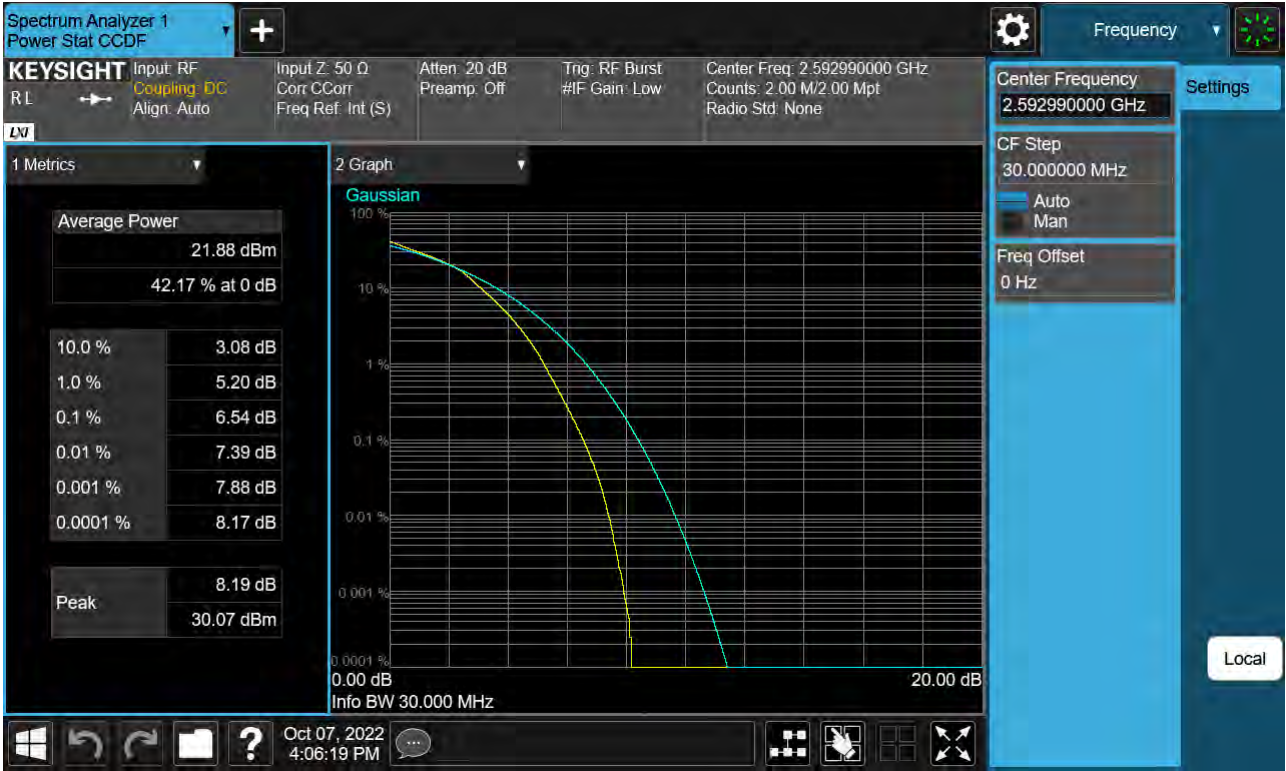 Spectrum Analyzer 1
Power Stat CCDF
Frequency
KEYSIGHT
R L
LXI
Input: RF
Coupling: DC
Align: Auto
Input Z: 50 Ω
Corr CCorr
Freq Ref: Int (S)
Atten: 20 dB
Preamp: Off
Trig: RF Burst
#IF Gain: Low
Center Freq: 2.592990000 GHz
Counts: 2.00 M/2.00 Mpt
Radio Std: None
Center Frequency
2.592990000 GHz
Settings
CF Step
30.000000 MHz
Auto
Man
Freq Offset
0 Hz
1 Metrics
Average Power
21.88 dBm
42.17 % at 0 dB
10.0 % 3.08 dB
1.0 % 5.20 dB
0.1 % 6.54 dB
0.01 % 7.39 dB
0.001 % 7.88 dB
0.0001 % 8.17 dB
Peak
8.19 dB
30.07 dBm
2 Graph
Gaussian
100 %
10 %
1 %
0.1 %
0.01 %
0.001 %
0.0001 %
0.00 dB 20.00 dB
Info BW 30.000 MHz
Local
?
Oct 07, 2022
4:06:19 PM